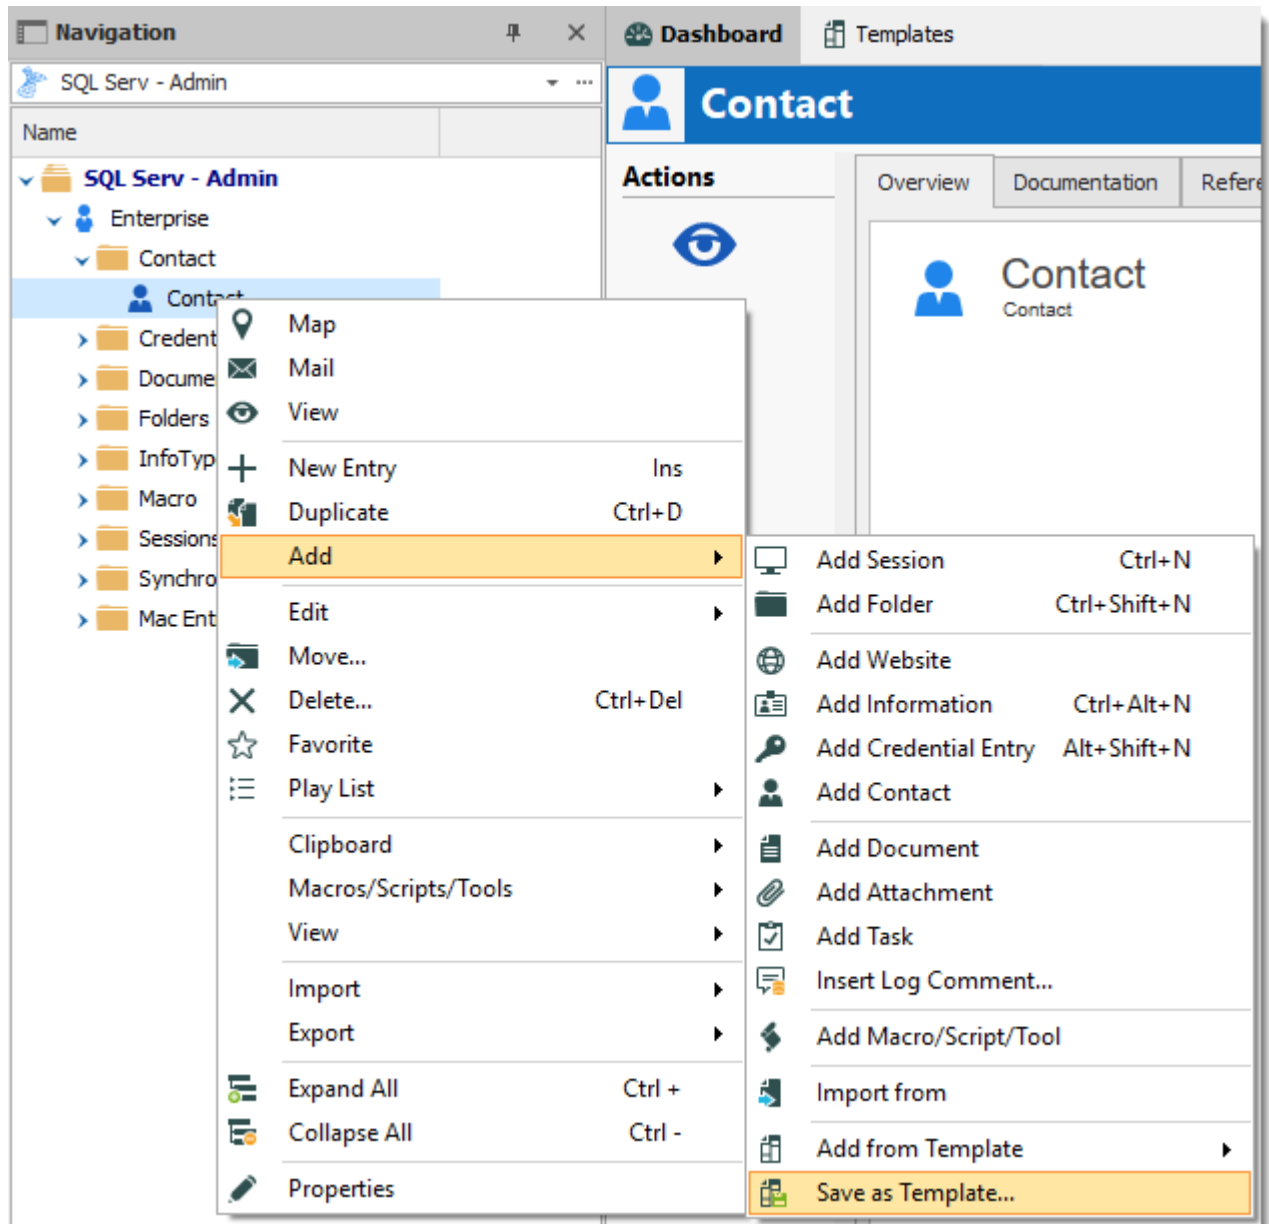 Navigation
SQL Serv - Admin
Name
SQL Serv - Admin
Enterprise
Contact
Contact
Credent
Docume
Folders
InfoTyp
Macro
Sessions
Synchro
Mac Ent
Dashboard
Templates
Contact
Actions
Overview
Documentation
Refere
Contact
Contact
Map
Mail
View
New Entry Ins
Duplicate Ctrl+D
Add
Edit
Move...
Delete... Ctrl+Del
Favorite
Play List
Clipboard
Macros/Scripts/Tools
View
Import
Export
Expand All Ctrl +
Collapse All Ctrl -
Properties
Add Session Ctrl+N
Add Folder Ctrl+Shift+N
Add Website
Add Information Ctrl+Alt+N
Add Credential Entry Alt+Shift+N
Add Contact
Add Document
Add Attachment
Add Task
Insert Log Comment...
Add Macro/Script/Tool
Import from
Add from Template
Save as Template...